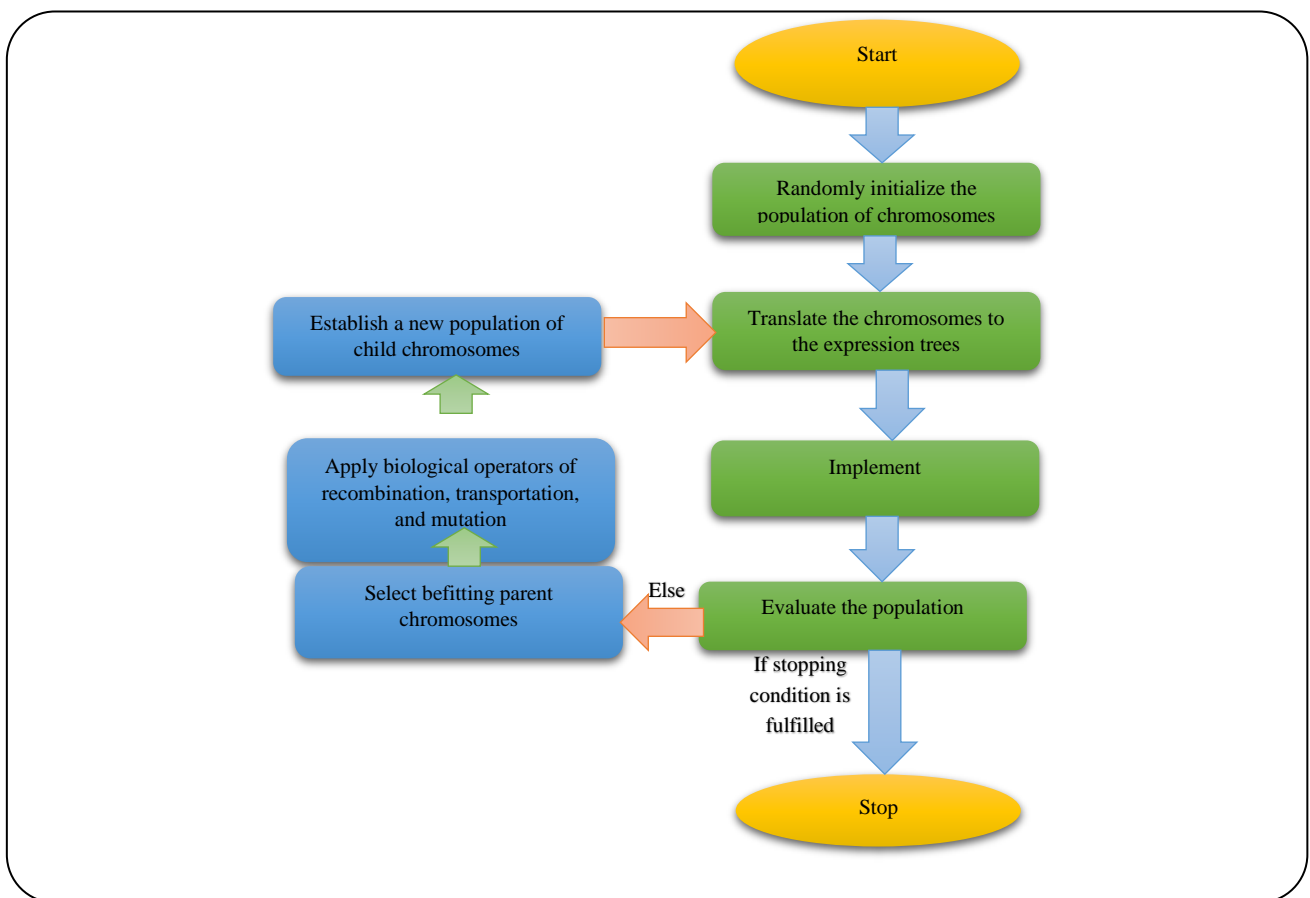 Start
Randomly initialize the
population of chromosomes
Establish a new population of
child chromosomes
Translate the chromosomes to
the expression trees
Apply biological operators of
recombination, transportation,
and mutation
Implement
Select befitting parent
chromosomes
Else
Evaluate the population
If stopping
condition is
fulfilled
Stop